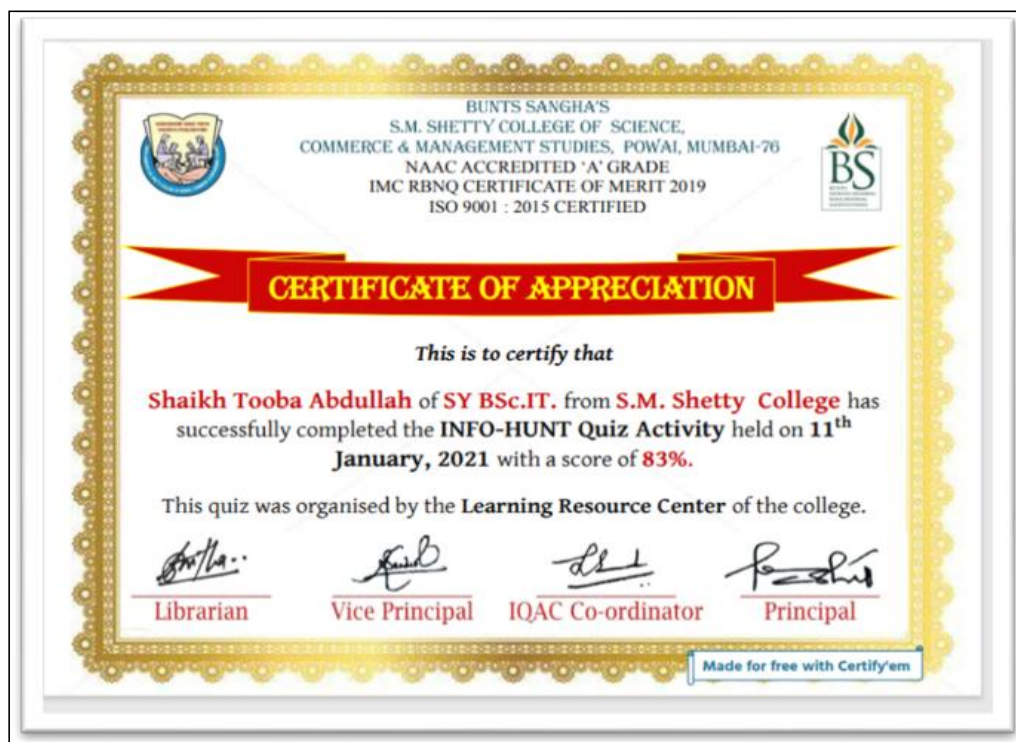 BUNTS SANGHA'S
S.M. SHETTY COLLEGE OF SCIENCE,
COMMERCE & MANAGEMENT STUDIES, POWAI, MUMBAI-76
NAAC ACCREDITED 'A' GRADE
IMC RBNQ CERTIFICATE OF MERIT 2019
ISO 9001 : 2015 CERTIFIED
BS
CERTIFICATE OF APPRECIATION
This is to certify that
Shaikh Tooba Abdullah of SY BSc.IT. from S.M. Shetty College has
successfully completed the INFO-HUNT Quiz Activity held on 11th
January, 2021 with a score of 83%.
This quiz was organised by the Learning Resource Center of the college.
Librarian Vice Principal IQAC Co-ordinator Principal
Made for free with Certify'em